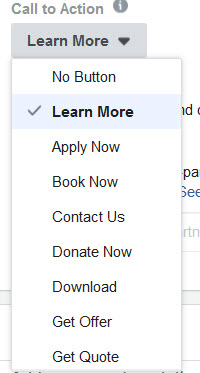 Call to Action
Learn More
No Button
Learn More
Apply Now
Book Now
Contact Us
Donate Now
Download
Get Offer
Get Quote